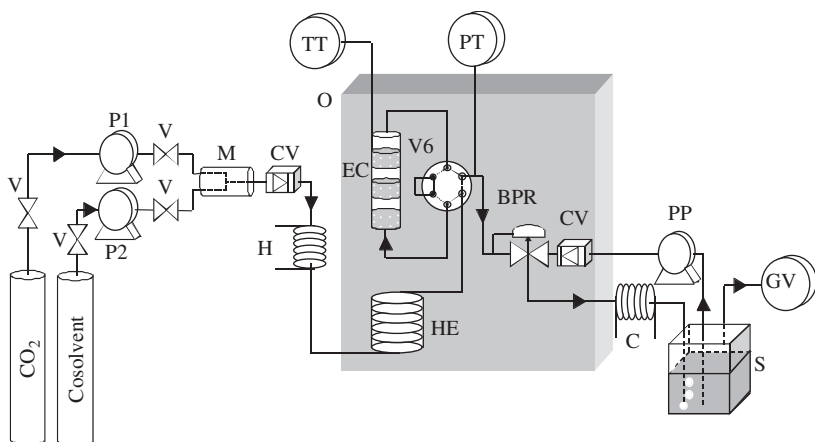 TT
PT
O
P1
V
M
CV
V6
EC
V
BPR
CV
PP
P2
V
V
H
GV
HE
C
S
CO₂
Cosolvent